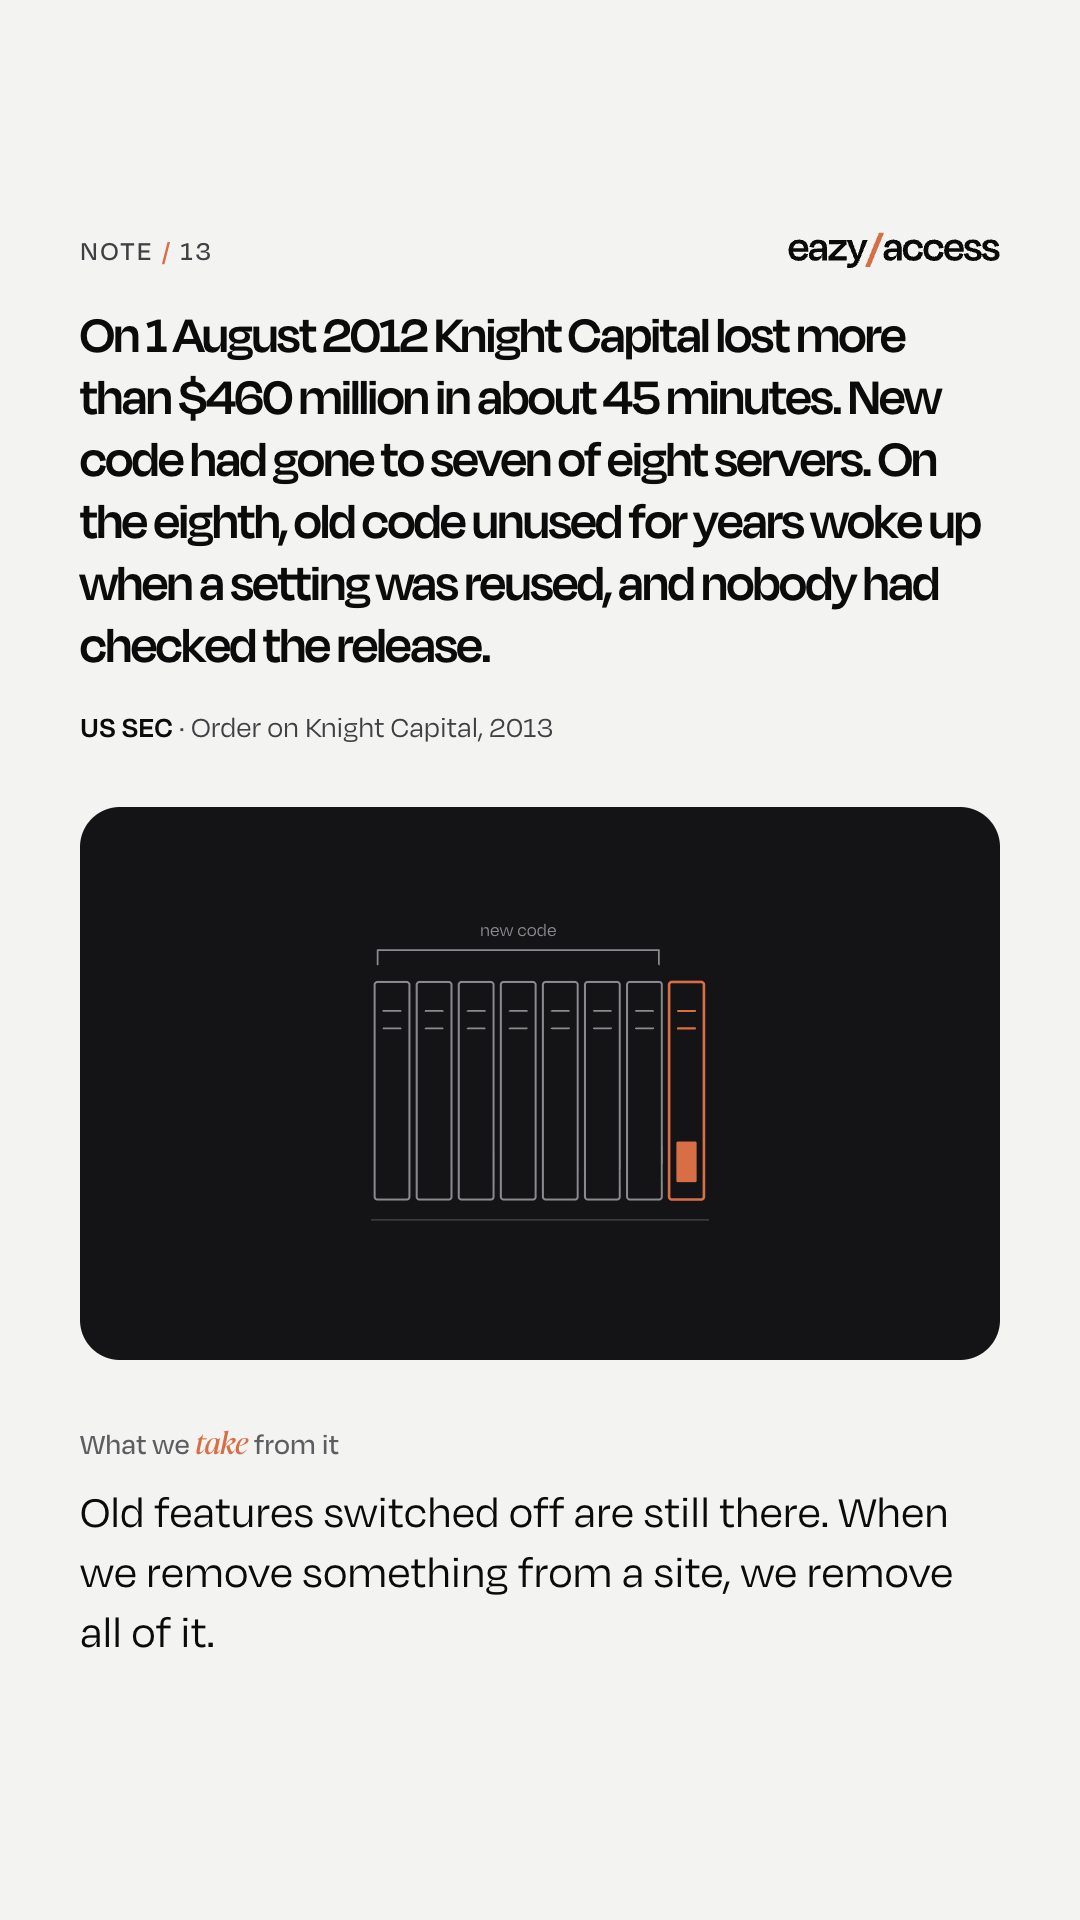 NOTE / 13
eazy/access
On 1 August 2012 Knight Capital lost more
than $460 million in about 45 minutes. New
code had gone to seven of eight servers. On
the eighth, old code unused for years woke up
when a setting was reused, and nobody had
checked the release.
US SEC · Order on Knight Capital, 2013
new code
What we take from it
Old features switched off are still there. When
we remove something from a site, we remove
all of it.